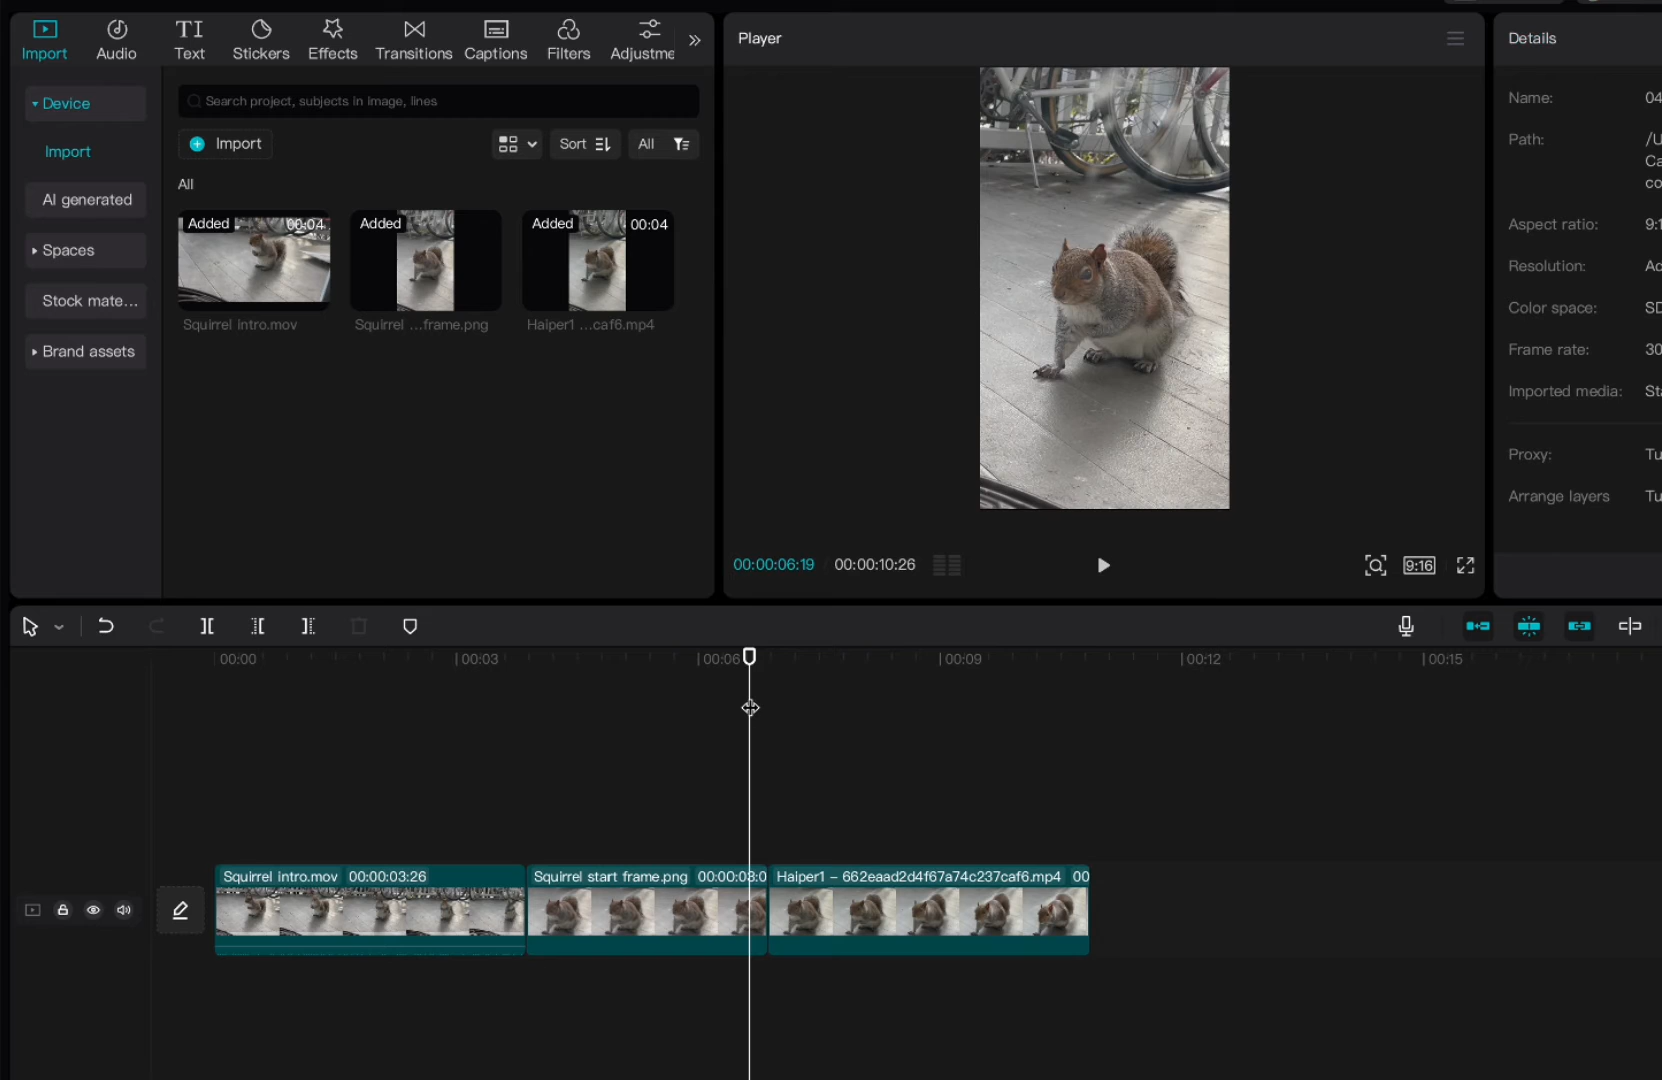 Import
Audio
TI
Text
Stickers
Effects
Transitions
Captions
Filters
Adjustme
Player
Details
Device
Import
AI generated
Spaces
Stock mate...
Brand assets
Search project, subjects in image, lines
Import
Sort
All
All
Added 00:04
Added
Added 00:04
Squirrel intro.mov
Squirrel ...frame.png
Haiper1 ...caf6.mp4
00:00:06:19 00:00:10:26
9:16
Name: 04
Path: /U
Ca
co
Aspect ratio: 9:1
Resolution: Ad
Color space: SD
Frame rate: 30
Imported media: Sta
Proxy: Tu
Arrange layers Tu
00:00 00:03 00:06 00:09 00:12 00:15
Squirrel intro.mov 00:00:03:26
Squirrel start frame.png 00:00:03:0
Haiper1 – 662eaad2d4f67a74c237caf6.mp4 00